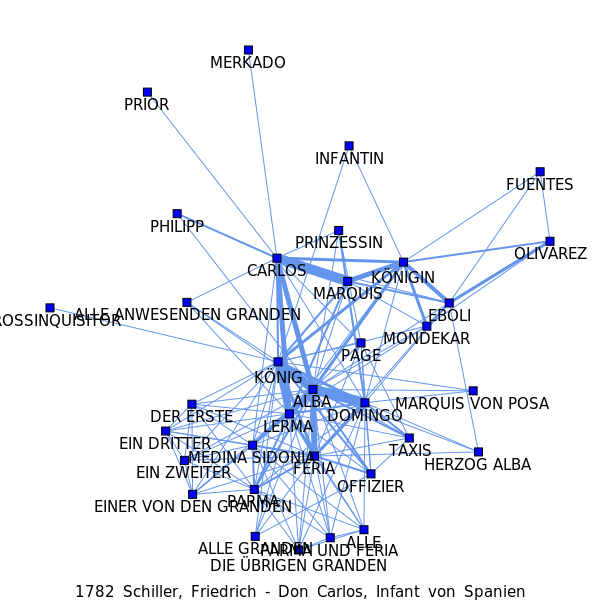 MERKADO
PRIOR
INFANTIN
FUENTES
PHILIPP
PRINZESSIN
OLIVAREZ
CARLOS
KÖNIGIN
MARQUIS
ROSSINQUISITOR
ALLE ANWESENDEN GRANDEN
EBOLI
MONDEKAR
PAGE
KÖNIG
ALBA
MARQUIS VON POSA
DER ERSTE
DOMINGO
LERMA
EIN DRITTER
TAXIS
MEDINA SIDONIA
HERZOG ALBA
EIN ZWEITER
FERIA
OFFIZIER
PARMA
EINER VON DEN GRANDEN
ALLE
ALLE GRANDEN
PARMA UND FERIA
DIE ÜBRIGEN GRANDEN
1782 Schiller, Friedrich - Don Carlos, Infant von Spanien